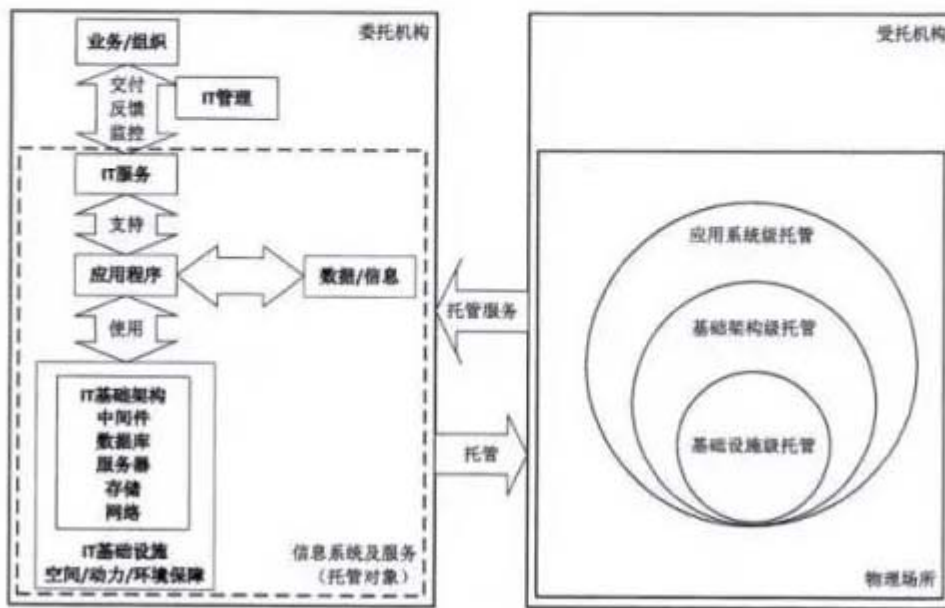 委托机构
业务/组织
交付
反馈
监控
IT管理
IT服务
支持
应用程序
数据/信息
使用
IT基础架构
中间件
数据库
服务器
存储
网络
IT基础设施
空间/动力/环境保障
信息系统及服务
（托管对象）
托管服务
托管
受托机构
应用系统级托管
基础架构级托管
基础设施级托管
物理场所